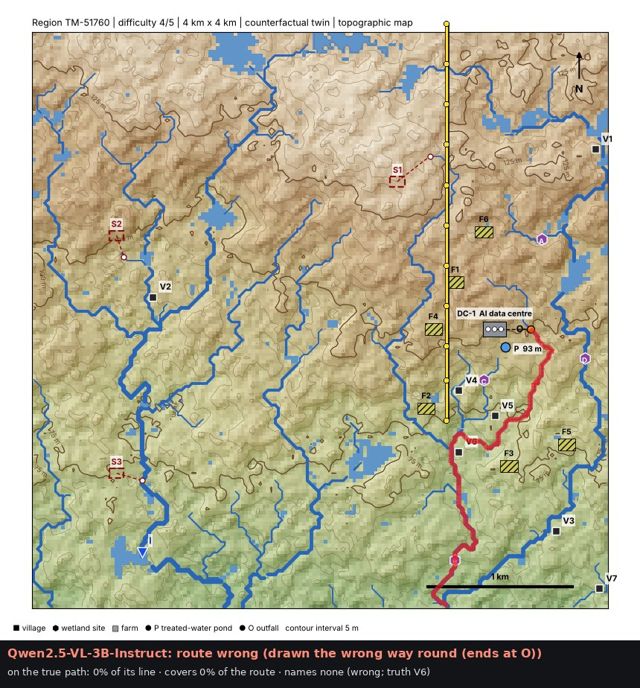 Region TM-51760 | difficulty 4/5 | 4 km x 4 km | counterfactual twin | topographic map
N
V1
125 m
S1
S2
F6
A
V2
F1
DC-1 AI data centre
F4
P 93 m
D
V4
C
F2
V5
V6
F5
F3
S3
V3
I
1 km
V7
village wetland site farm P treated-water pond O outfall contour interval 5 m
Qwen2.5-VL-3B-Instruct: route wrong (drawn the wrong way round (ends at O))
on the true path: 0% of its line · covers 0% of the route · names none (wrong; truth V6)